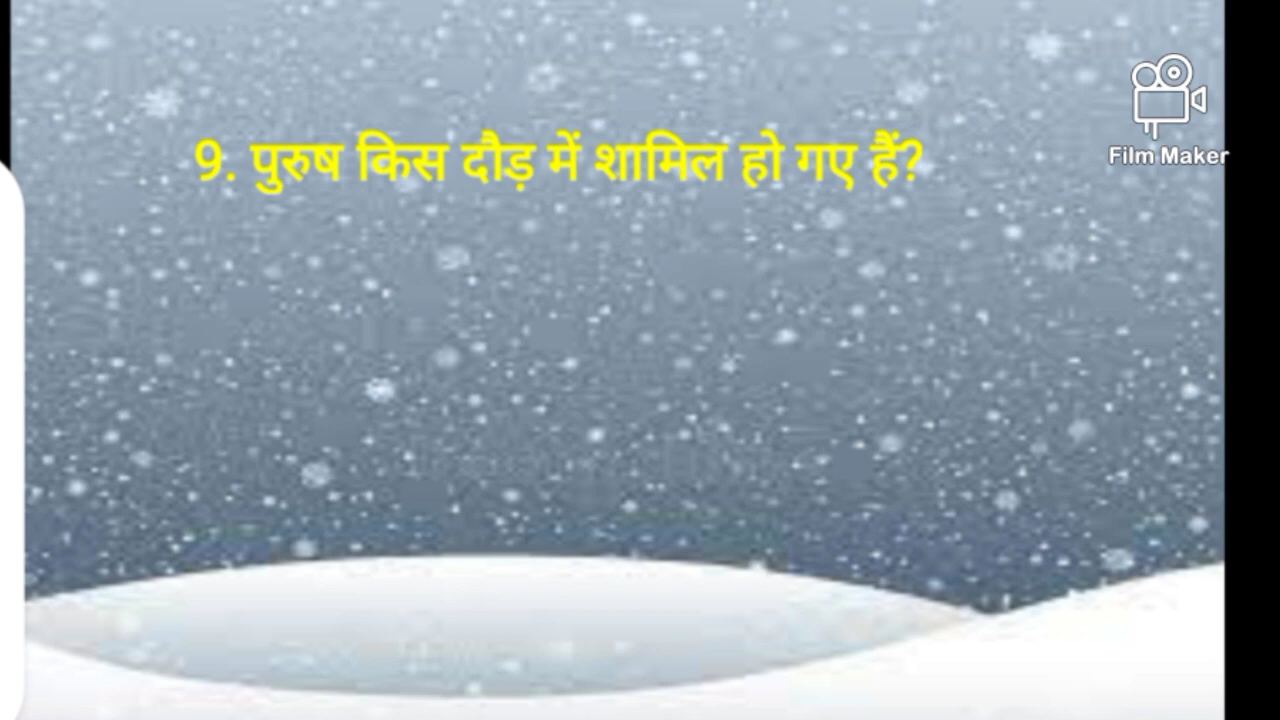 9. पुरुष किस दौड़ में शामिल हो गए हैं?
Film Maker